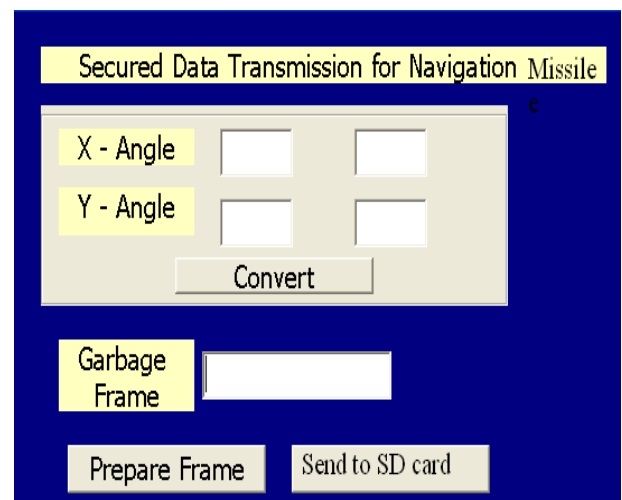 Secured Data Transmission for Navigation Missile
e
X - Angle
Y - Angle
Convert
Garbage
Frame
Prepare Frame Send to SD card